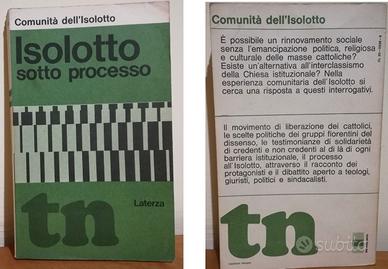 Comunità dell'Isolotto
Isolotto
sotto processo
Laterza
tn
Comunità dell'Isolotto
È possibile un rinnovamento sociale
senza l'emancipazione politica, religiosa
e culturale delle masse cattoliche?
Esiste un'alternativa all'interclassismo
della Chiesa istituzionale? Nella
esperienza comunitaria dell'Isolotto si
cerca una risposta a questi interrogativi.
Il movimento di liberazione dei cattolici,
le scelte politiche dei gruppi fiorentini del
dissenso, le testimonianze di solidarietà
di credenti e non credenti al di là di ogni
barriera istituzionale, il processo
all'Isolotto, attraverso il racconto dei
protagonisti e il dibattito aperto a teologi,
giuristi, politici e sindacalisti.
tn
subito